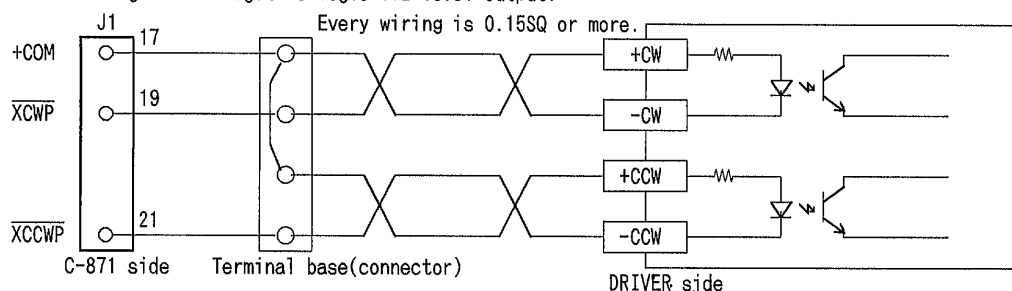 Every wiring is 0.15SQ or more.
J1
+COM
17
+CW
XCWP
19
-CW
+CCW
XCCWP
21
-CCW
C-871 side
Terminal base(connector)
DRIVER side